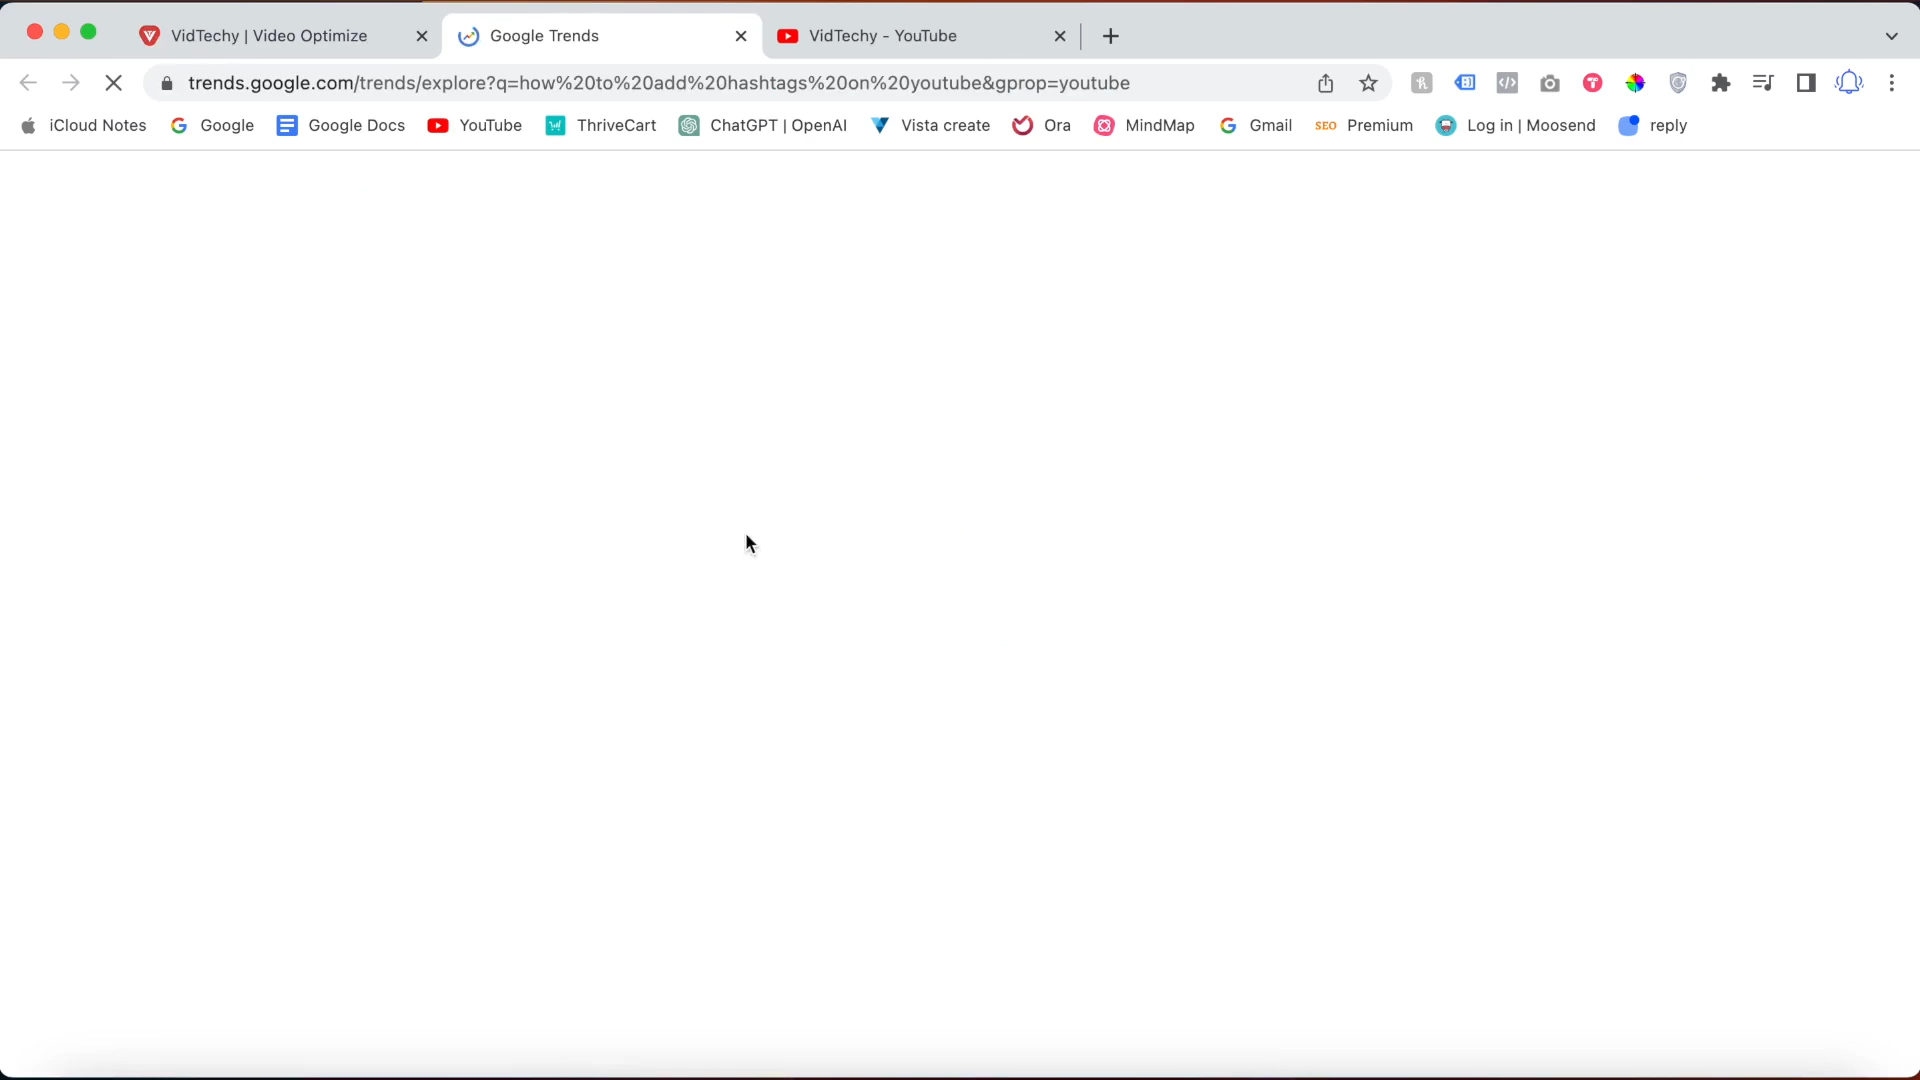 VidTechy | Video Optimize
Google Trends
VidTechy - YouTube
trends.google.com/trends/explore?q=how%20to%20add%20hashtags%20on%20youtube&gprop=youtube
iCloud Notes Google Google Docs YouTube ThriveCart ChatGPT | OpenAI Vista create Ora MindMap Gmail SEO Premium Log in | Moosend reply